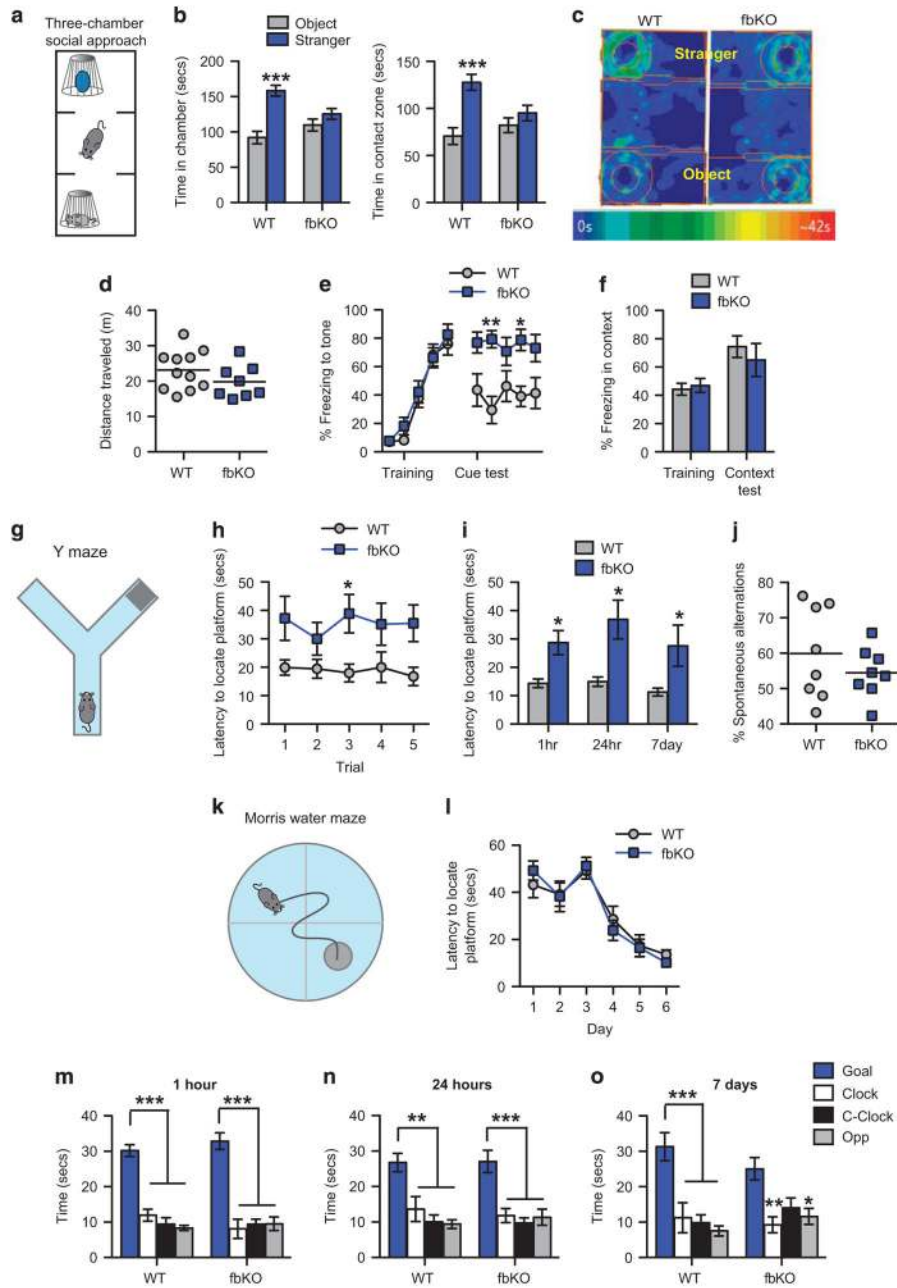 a
Three-chamber
social approach
b
Object
Stranger
Time in chamber (secs)
200
150
100
50
0
***
WT
fbKO
Time in contact zone (secs)
150
100
50
0
***
WT
fbKO
c
WT
fbKO
Stranger
Object
0s
~42s
d
Distance traveled (m)
40
30
20
10
0
WT
fbKO
e
WT
fbKO
% Freezing to tone
100
80
60
40
20
0
**
*
Training
Cue test
f
WT
fbKO
% Freezing in context
100
80
60
40
20
0
Training
Context
test
g
Y maze
h
WT
fbKO
Latency to locate platform (secs)
50
40
30
20
10
0
*
1
2
3
4
5
Trial
i
WT
fbKO
Latency to locate platform (secs)
50
40
30
20
10
0
*
*
*
1hr
24hr
7day
j
% Spontaneous alternations
80
70
60
50
40
WT
fbKO
k
Morris water maze
l
WT
fbKO
Latency to locate
platform (secs)
60
40
20
0
1
2
3
4
5
6
Day
m
1 hour
Time (secs)
40
30
20
10
0
***
***
WT
fbKO
n
24 hours
Time (secs)
40
30
20
10
0
**
***
WT
fbKO
o
7 days
Time (secs)
40
30
20
10
0
***
**
*
WT
fbKO
Goal
Clock
C-Clock
Opp